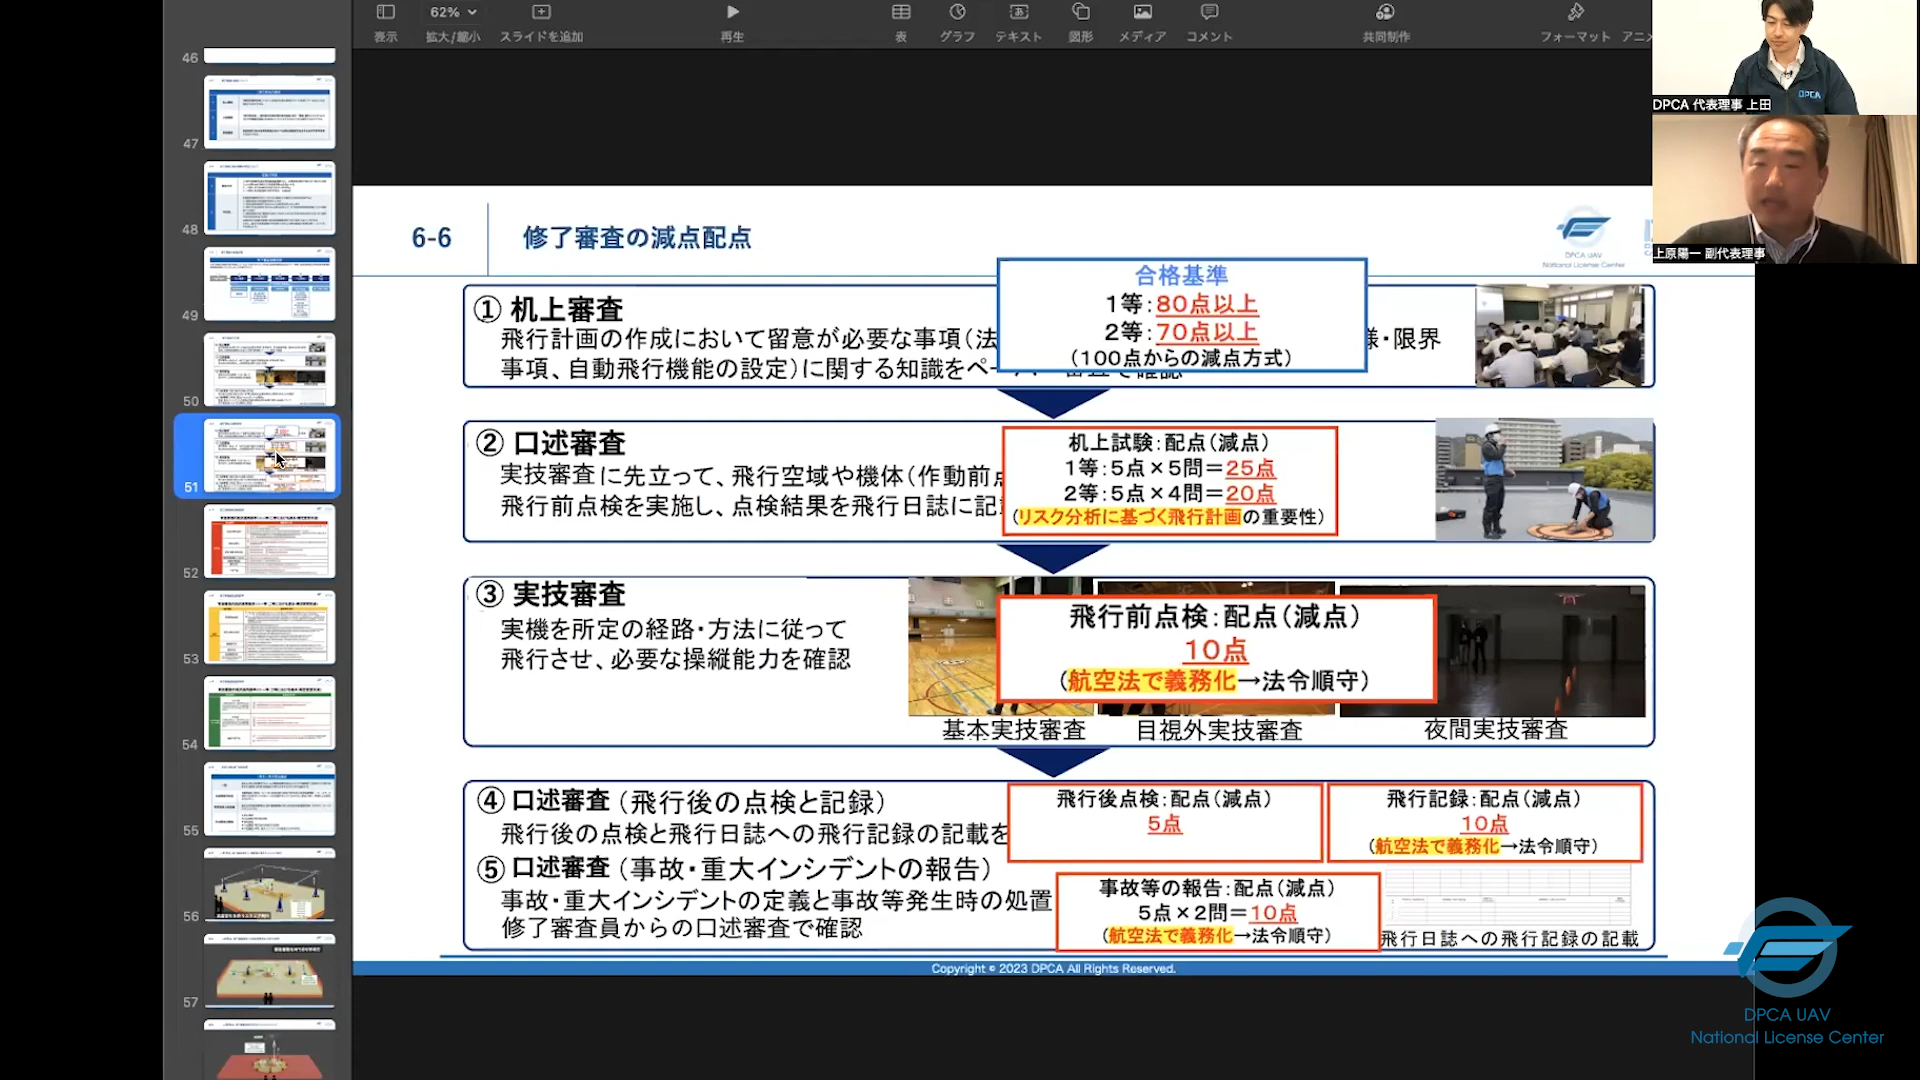 62%
表示
拡大/縮小
スライドを追加
再生
表
グラフ
テキスト
図形
メディア
コメント
共同制作
フォーマット
アニメ
DPCA
DPCA 代表理事 上田
上原陽一 副代表理事
46
47
48
49
50
51
52
53
54
55
56
57
6-6
修了審査の減点配点
DPCA UAV
National License Center
合格基準
1等:80点以上
2等:70点以上
(100点からの減点方式)
① 机上審査
飛行計画の作成において留意が必要な事項(法
様・限界
事項、自動飛行機能の設定)に関する知識をペ
② 口述審査
実技審査に先立って、飛行空域や機体(作動前点
飛行前点検を実施し、点検結果を飛行日誌に記
机上試験:配点(減点)
1等:5点×5問=25点
2等:5点×4問=20点
(リスク分析に基づく飛行計画の重要性)
③ 実技審査
実機を所定の経路・方法に従って
飛行させ、必要な操縦能力を確認
飛行前点検:配点(減点)
10点
(航空法で義務化→法令順守)
基本実技審査
目視外実技審査
夜間実技審査
④ 口述審査(飛行後の点検と記録)
飛行後の点検と飛行日誌への飛行記録の記載を
飛行後点検:配点(減点)
5点
飛行記録:配点(減点)
10点
(航空法で義務化→法令順守)
⑤ 口述審査(事故・重大インシデントの報告)
事故・重大インシデントの定義と事故等発生時の処置
修了審査員からの口述審査で確認
事故等の報告:配点(減点)
5点×2問=10点
(航空法で義務化→法令順守)
飛行日誌への飛行記録の記載
Copyright © 2023 DPCA All Rights Reserved.
DPCA UAV
National License Center